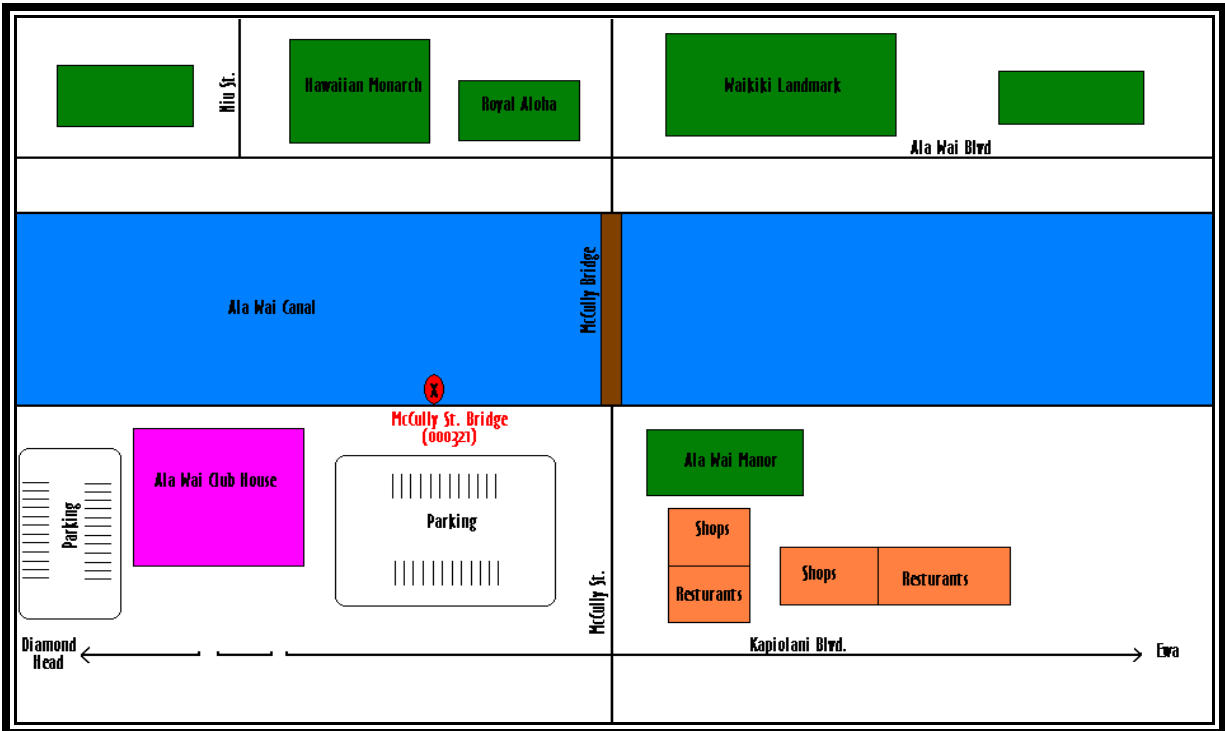 Niu St.
Hawaiian Monarch
Royal Aloha
Waikiki Landmark
Ala Wai Blvd
McCully Bridge
Ala Wai Canal
X
McCully St. Bridge
(000321)
Ala Wai Club House
Parking
Parking
Ala Wai Manor
Shops
Resturants
Shops
Resturants
McCully St.
Diamond
Head
Kapiolani Blvd.
Ewa